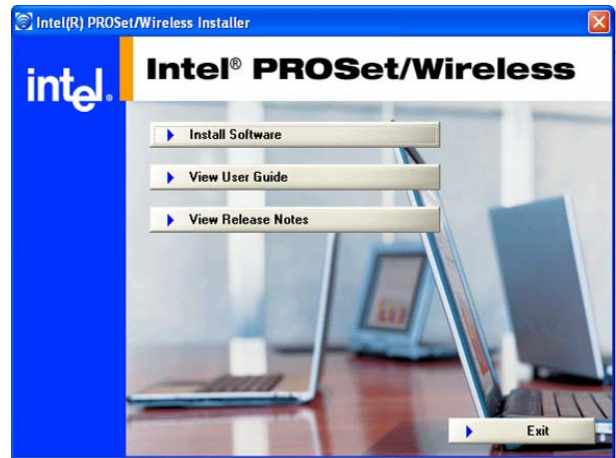 Intel(R) PROSet/Wireless Installer
intel®
Intel® PROSet/Wireless
Install Software
View User Guide
View Release Notes
Exit